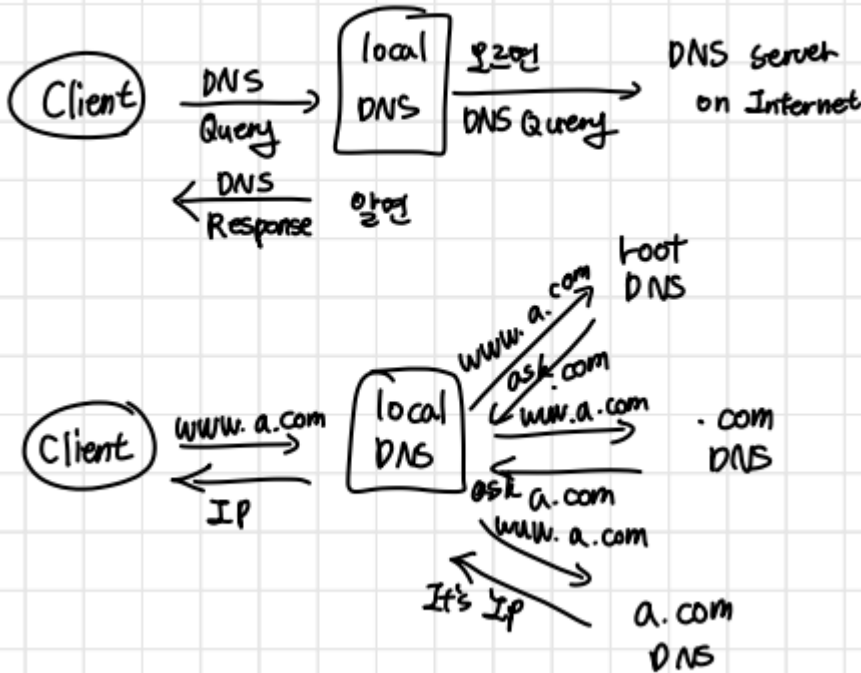 Client
DNS
Query
local
DNS
모르면
DNS Query
DNS Server
on Internet
DNS
Response
알면
root
DNS
www.a.com
ask .com
Client
www.a.com
IP
local
DNS
www.a.com
.com
DNS
ask a.com
www.a.com
It's Ip
a.com
DNS